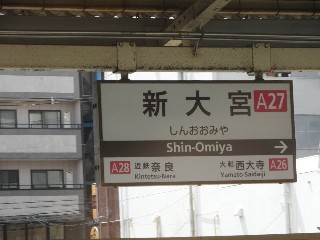 新大宮 A27
しんおおみや
Shin-Omiya →
A28 近鉄奈良 大和西大寺 A26
Kintetsu-Nara Yamato-Saidaiji